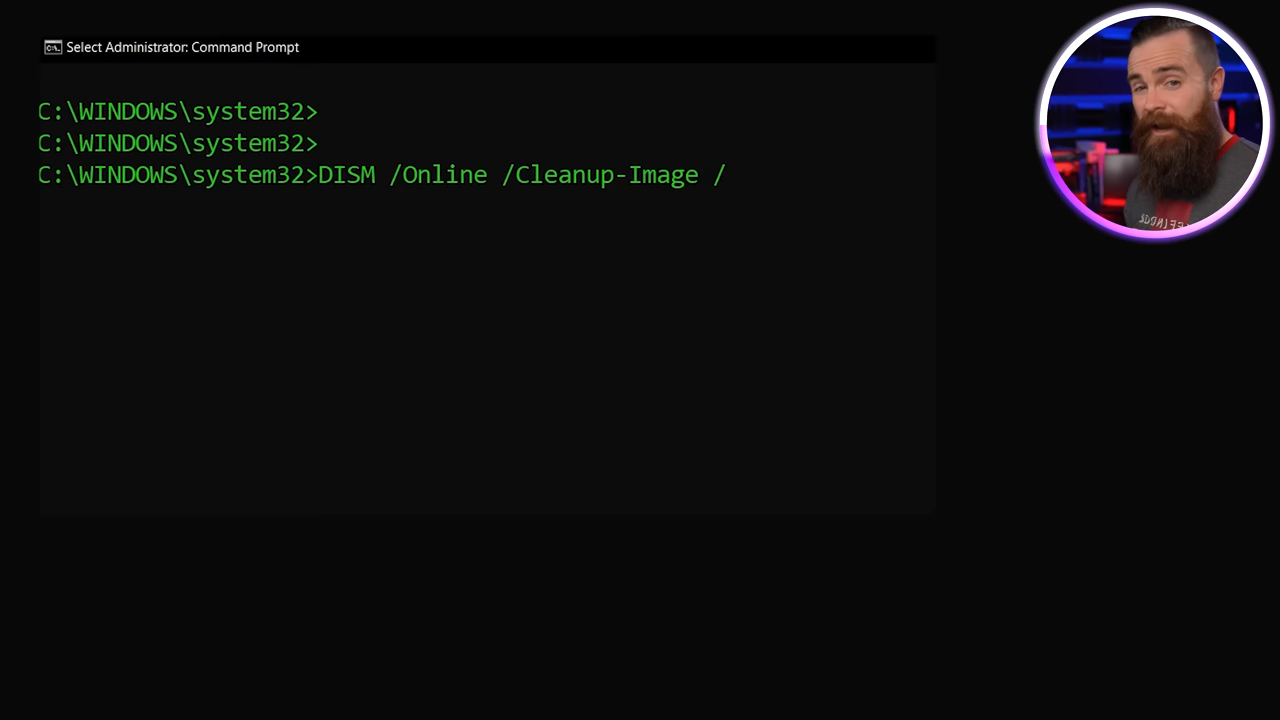 Select Administrator: Command Prompt
C:\WINDOWS\system32>
C:\WINDOWS\system32>
C:\WINDOWS\system32>DISM /Online /Cleanup-Image /